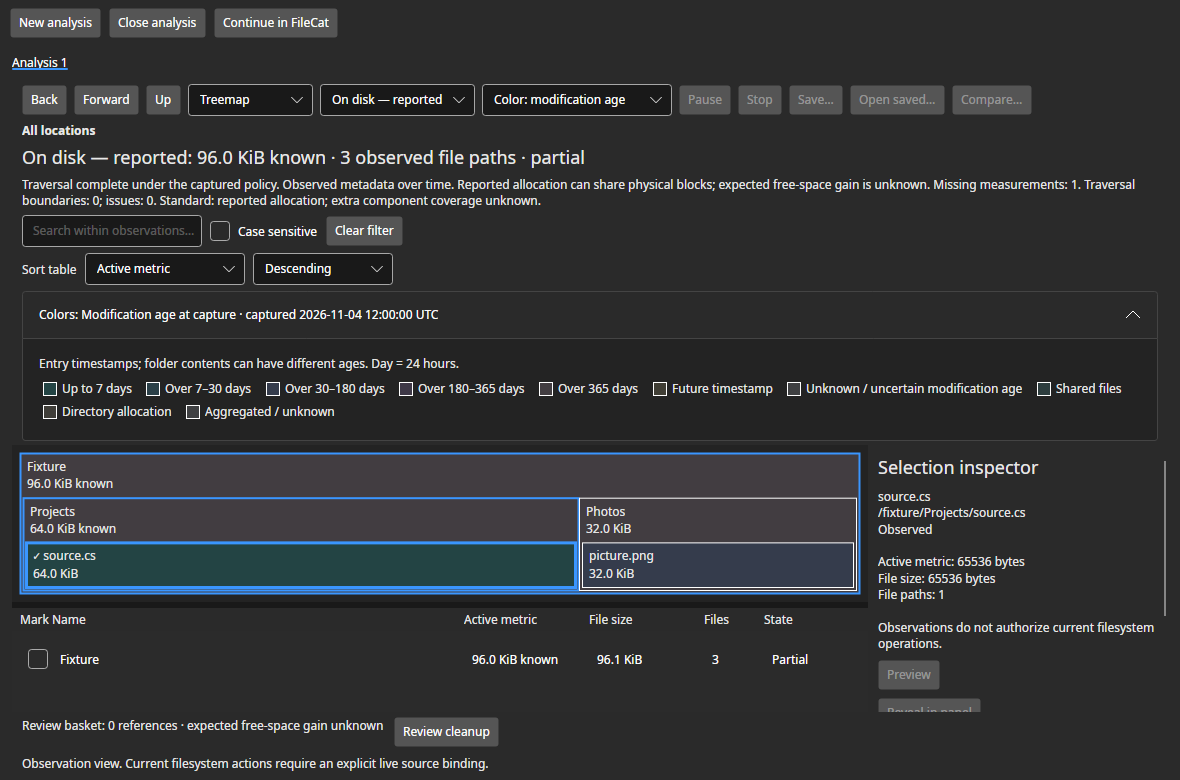 New analysis Close analysis Continue in FileCat
Analysis 1
Back Forward Up Treemap On disk — reported Color: modification age Pause Stop Save... Open saved... Compare...
All locations
On disk — reported: 96.0 KiB known · 3 observed file paths · partial
Traversal complete under the captured policy. Observed metadata over time. Reported allocation can share physical blocks; expected free-space gain is unknown. Missing measurements: 1. Traversal
boundaries: 0; issues: 0. Standard: reported allocation; extra component coverage unknown.
Search within observations... Case sensitive Clear filter
Sort table Active metric Descending
Colors: Modification age at capture · captured 2026-11-04 12:00:00 UTC
Entry timestamps; folder contents can have different ages. Day = 24 hours.
Up to 7 days Over 7–30 days Over 30–180 days Over 180–365 days Over 365 days Future timestamp Unknown / uncertain modification age Shared files
Directory allocation Aggregated / unknown
Fixture
96.0 KiB known
Projects
64.0 KiB known
✓ source.cs
64.0 KiB
Photos
32.0 KiB
picture.png
32.0 KiB
Mark Name Active metric File size Files State
Fixture 96.0 KiB known 96.1 KiB 3 Partial
Selection inspector
source.cs
/fixture/Projects/source.cs
Observed
Active metric: 65536 bytes
File size: 65536 bytes
File paths: 1
Observations do not authorize current filesystem
operations.
Preview
Reveal in panel
Review basket: 0 references · expected free-space gain unknown Review cleanup
Observation view. Current filesystem actions require an explicit live source binding.